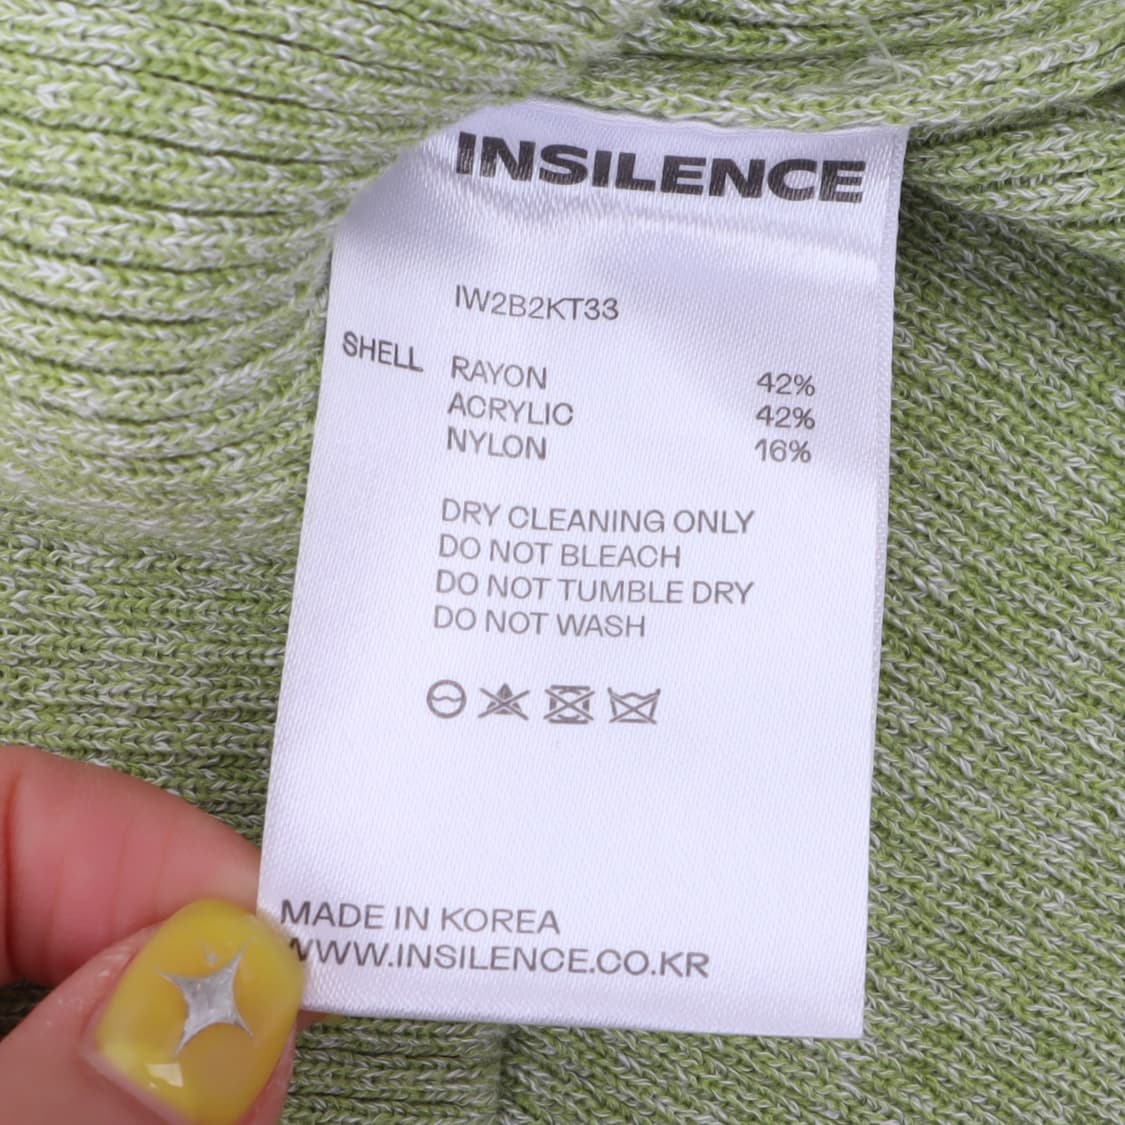 INSILENCE
IW2B2KT33
SHELL RAYON 42%
ACRYLIC 42%
NYLON 16%
DRY CLEANING ONLY
DO NOT BLEACH
DO NOT TUMBLE DRY
DO NOT WASH
MADE IN KOREA
WWW.INSILENCE.CO.KR